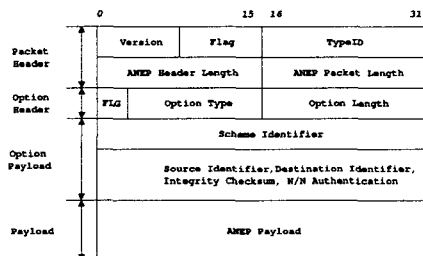 0 15 16 31
Packet Header
Version Flag TypeID
ANEP Header Length ANEP Packet Length
Option Header
FLG Option Type Option Length
Option Payload
Scheme Identifier
Source Identifier,Destination Identifier,
Integrity Checksum, N/N Authentication
Payload
ANEP Payload